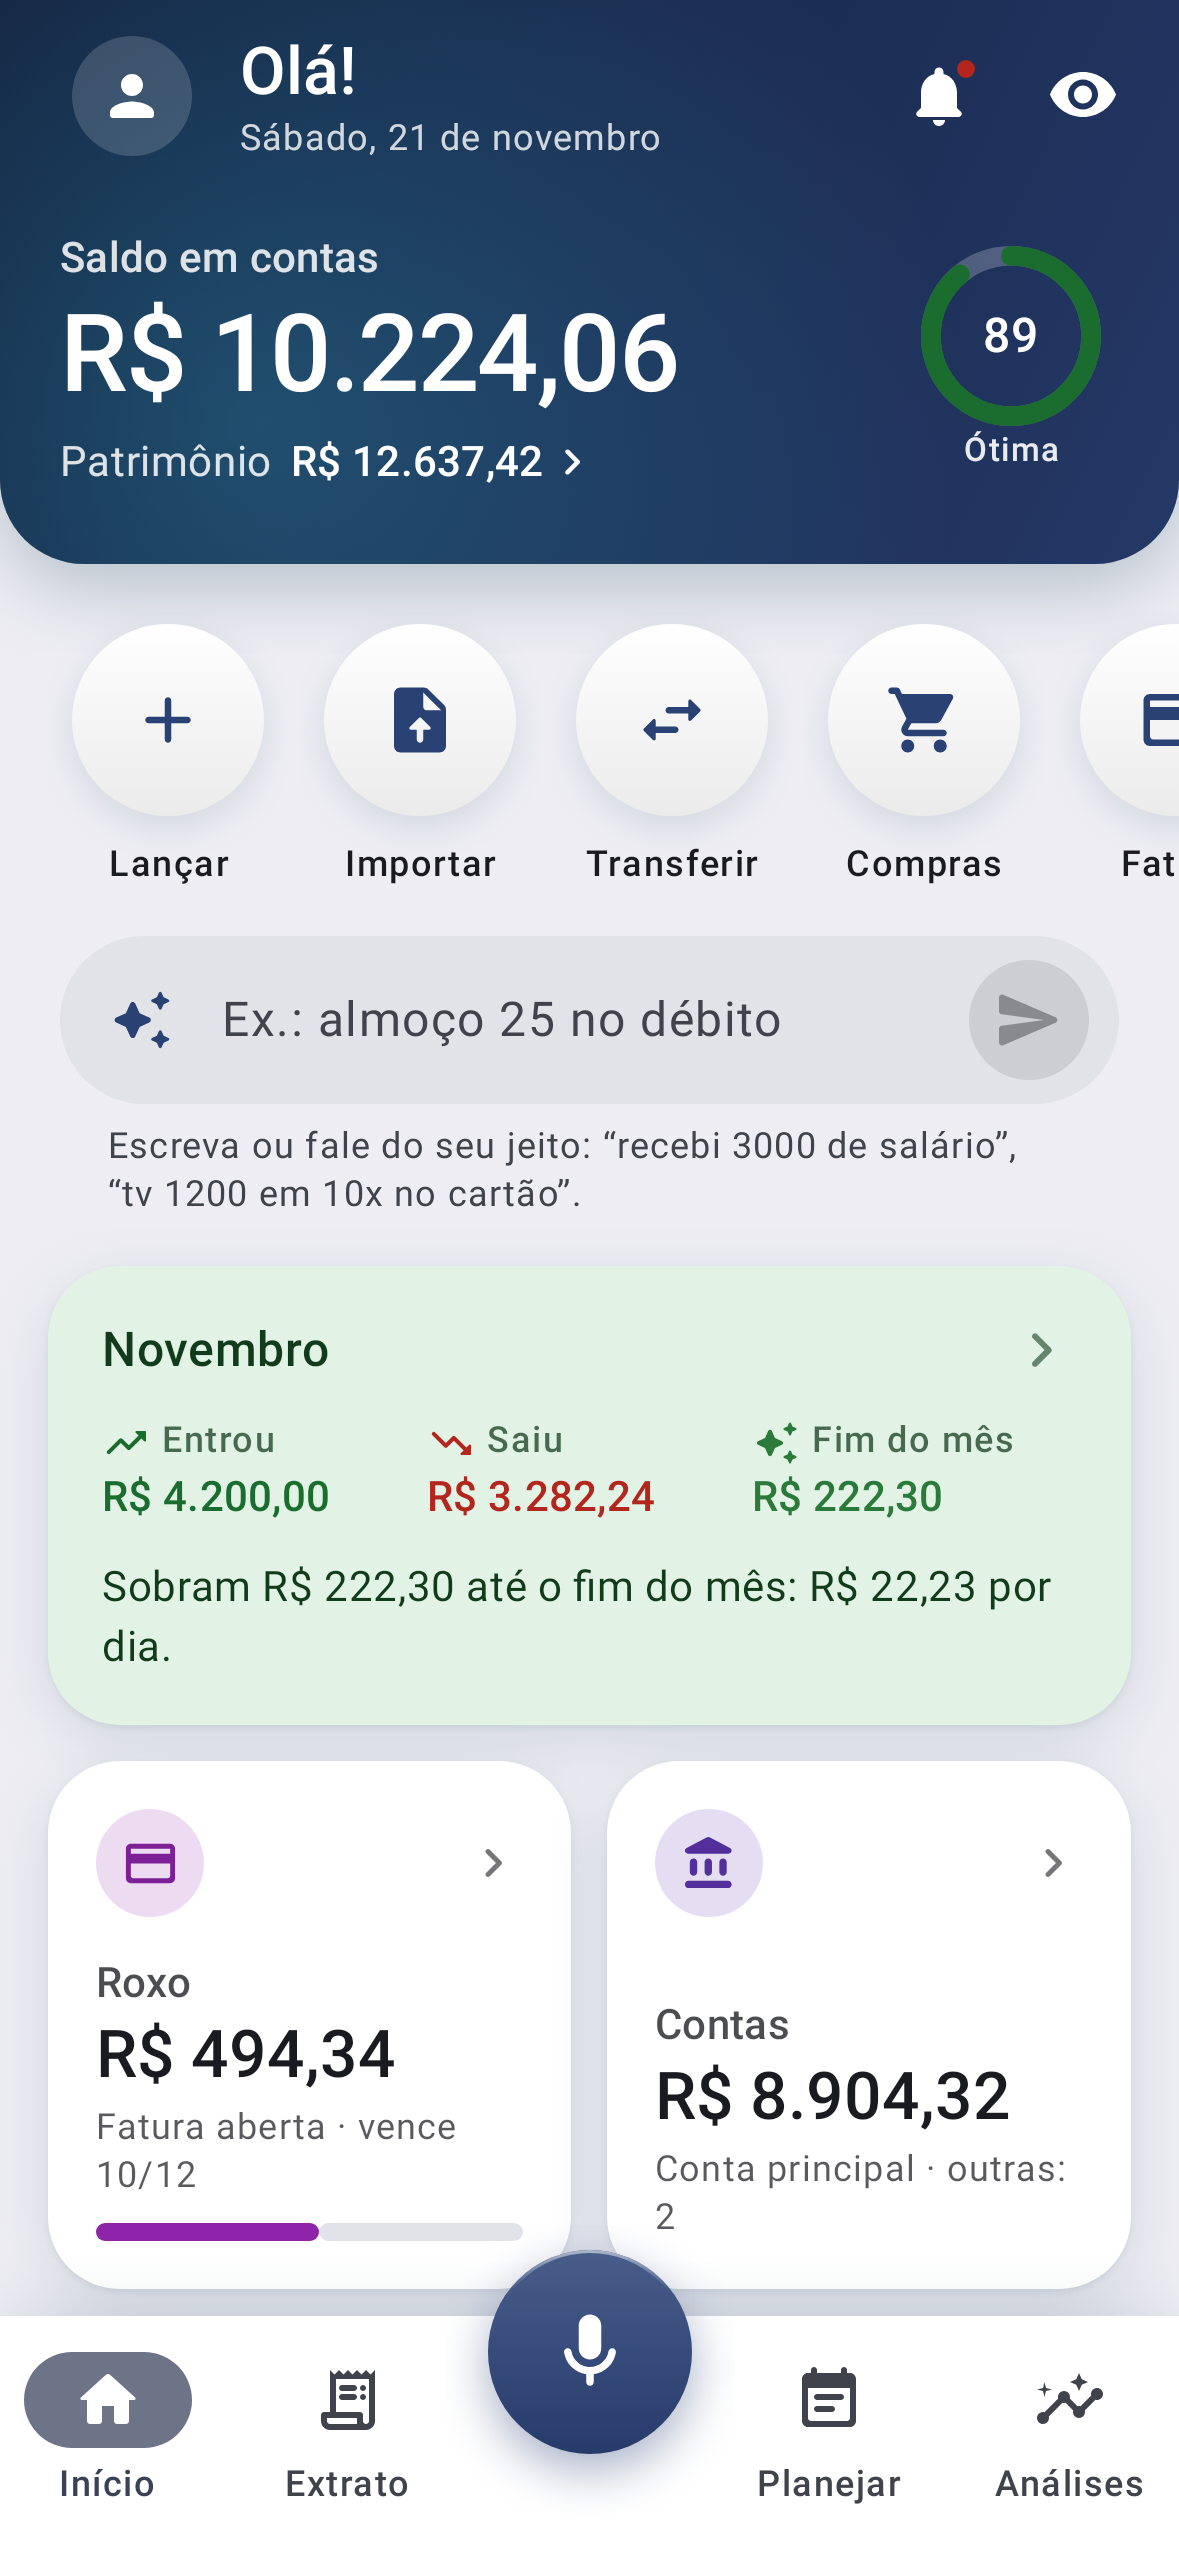 Olá!
Sábado, 21 de novembro
Saldo em contas
R$ 10.224,06
Patrimônio R$ 12.637,42
89
Ótima
Lançar
Importar
Transferir
Compras
Fat
Ex.: almoço 25 no débito
Escreva ou fale do seu jeito: “recebi 3000 de salário”,
“tv 1200 em 10x no cartão”.
Novembro
Entrou
R$ 4.200,00
Saiu
R$ 3.282,24
Fim do mês
R$ 222,30
Sobram R$ 222,30 até o fim do mês: R$ 22,23 por
dia.
Roxo
R$ 494,34
Fatura aberta · vence
10/12
Contas
R$ 8.904,32
Conta principal · outras:
2
Início
Extrato
Planejar
Análises